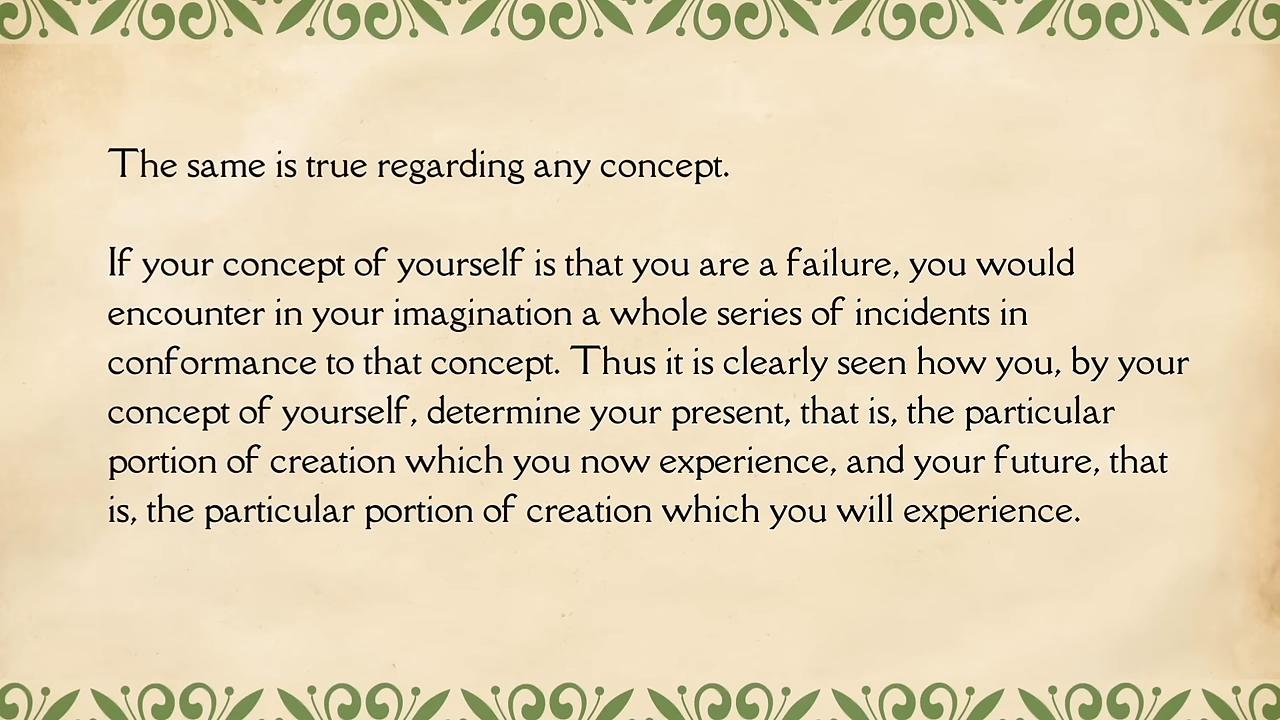 The same is true regarding any concept.
If your concept of yourself is that you are a failure, you would
encounter in your imagination a whole series of incidents in
conformance to that concept. Thus it is clearly seen how you, by your
concept of yourself, determine your present, that is, the particular
portion of creation which you now experience, and your future, that
is, the particular portion of creation which you will experience.